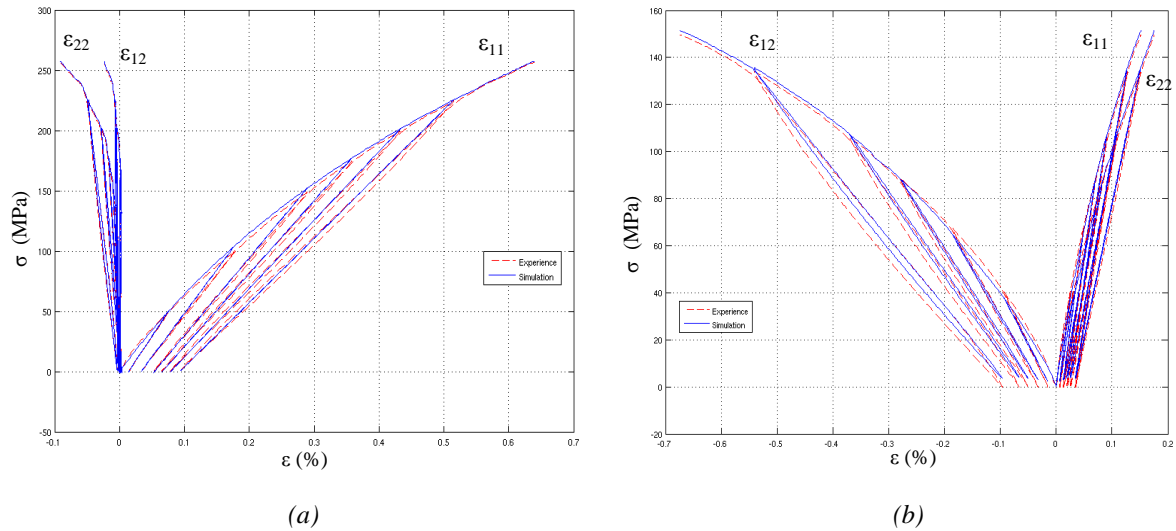 300
250
200
150
100
50
0
-50
-0.1
0
0.1
0.2
0.3
0.4
0.5
0.6
0.7
σ (MPa)
ε (%)
ε22
ε12
ε11
Experience
Simulation
(a)
160
140
120
100
80
60
40
20
0
-20
-0.7
-0.6
-0.5
-0.4
-0.3
-0.2
-0.1
0
0.1
0.2
σ (MPa)
ε (%)
ε12
ε11
ε22
Experience
Simulation
(b)